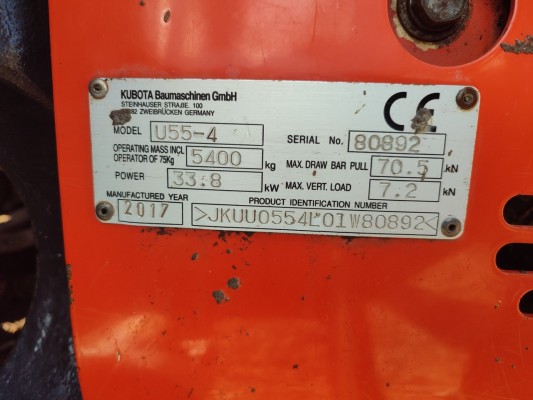 KUBOTA Baumaschinen GmbH
STEINHAUSER STRAßE. 100
82 ZWEIBRÜCKEN GERMANY
CE
MODEL U55-4
SERIAL No. 80892
OPERATING MASS INCL
OPERATOR OF 75Kg 5400 kg
MAX. DRAW BAR PULL 70.5 kN
POWER 33.8 kW
MAX. VERT. LOAD 7.2 kN
MANUFACTURED YEAR
2017
PRODUCT IDENTIFICATION NUMBER
>JKUU0554L01W80892<